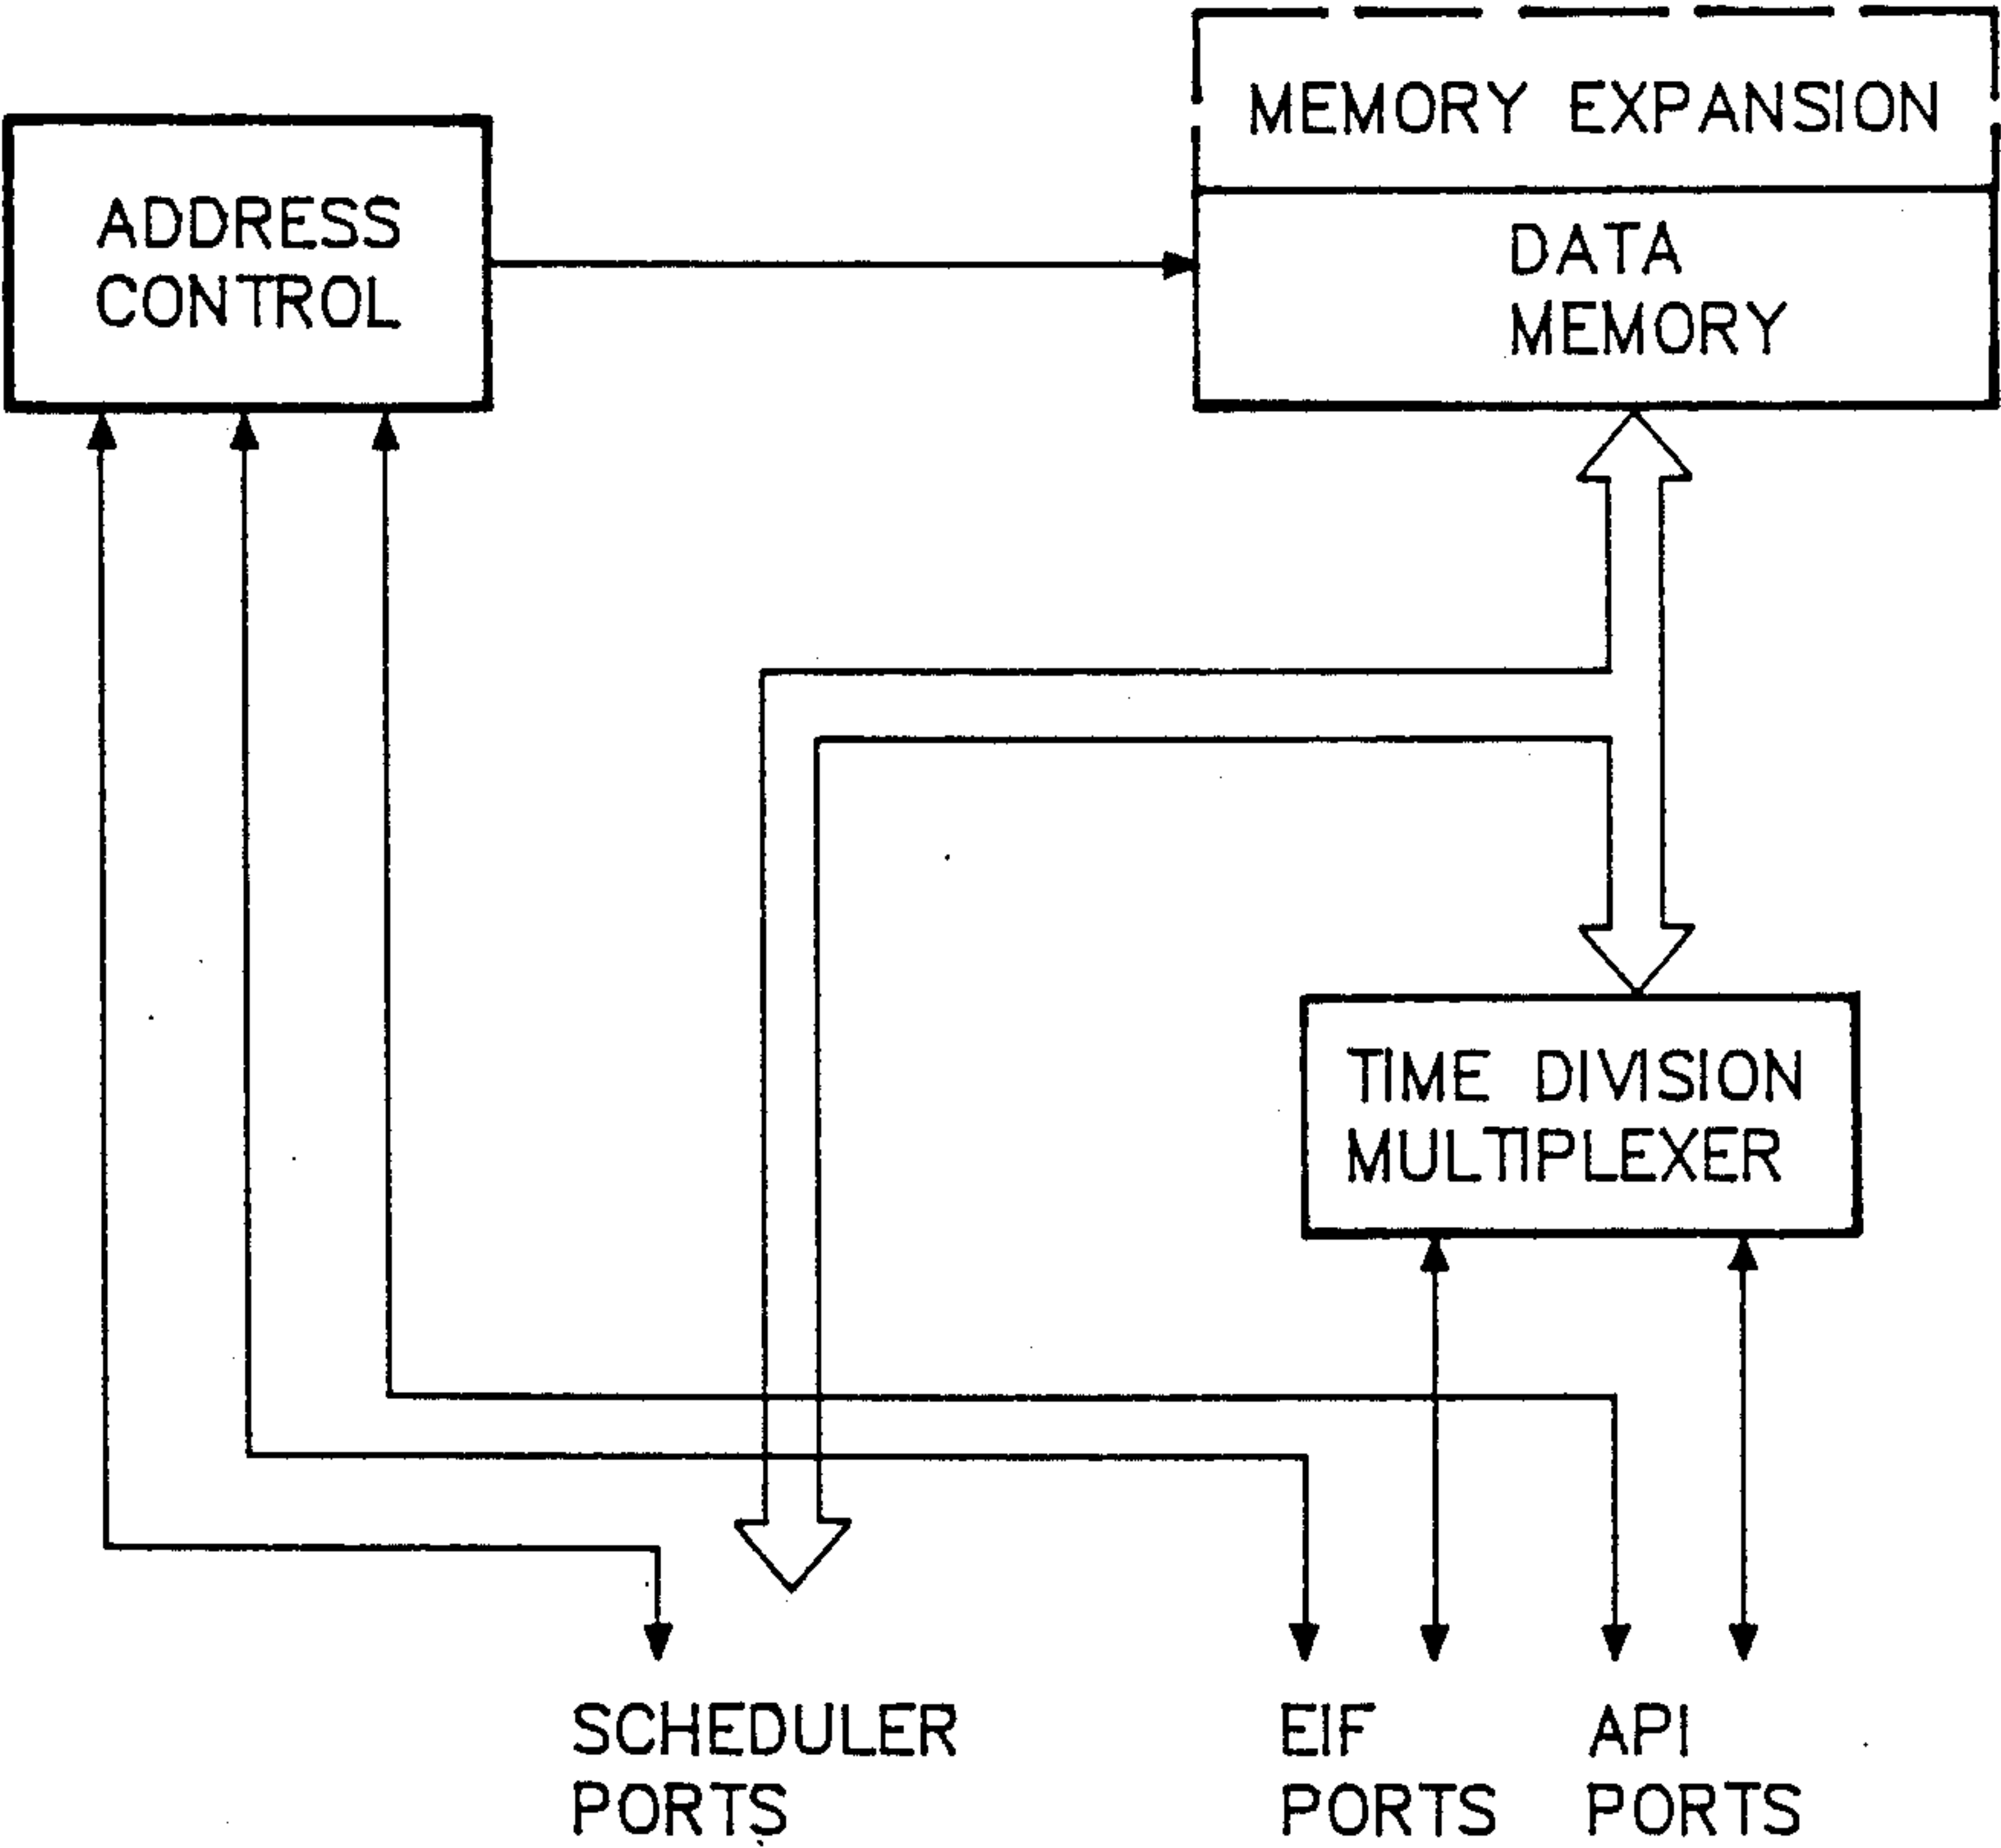 MEMORY EXPANSION
ADDRESS
CONTROL
DATA
MEMORY
TIME DIVISION
MULTIPLEXER
SCHEDULER
PORTS
EIF
PORTS
API
PORTS